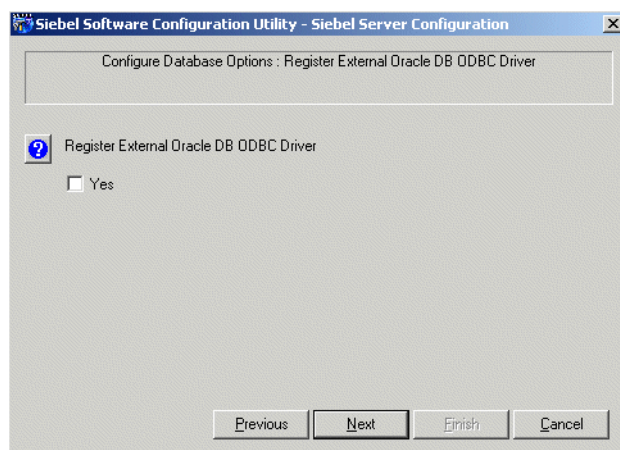 Siebel Software Configuration Utility - Siebel Server Configuration
Configure Database Options : Register External Oracle DB ODBC Driver
Register External Oracle DB ODBC Driver
Yes
Previous Next Finish Cancel